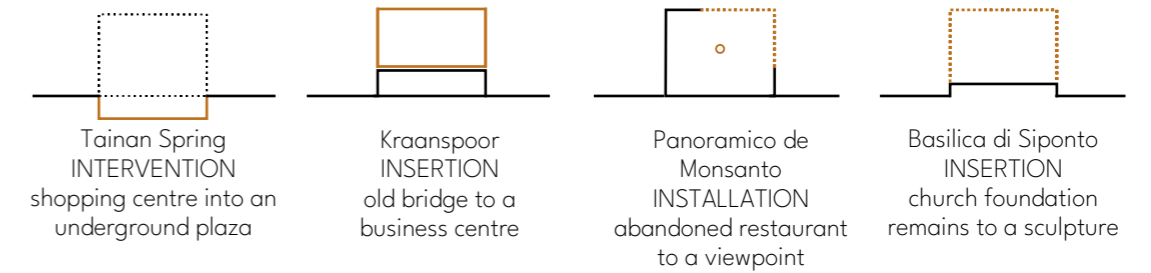 Tainan Spring
INTERVENTION
shopping centre into an
underground plaza
Kraanspoor
INSERTION
old bridge to a
business centre
Panoramico de
Monsanto
INSTALLATION
abandoned restaurant
to a viewpoint
Basilica di Siponto
INSERTION
church foundation
remains to a sculpture